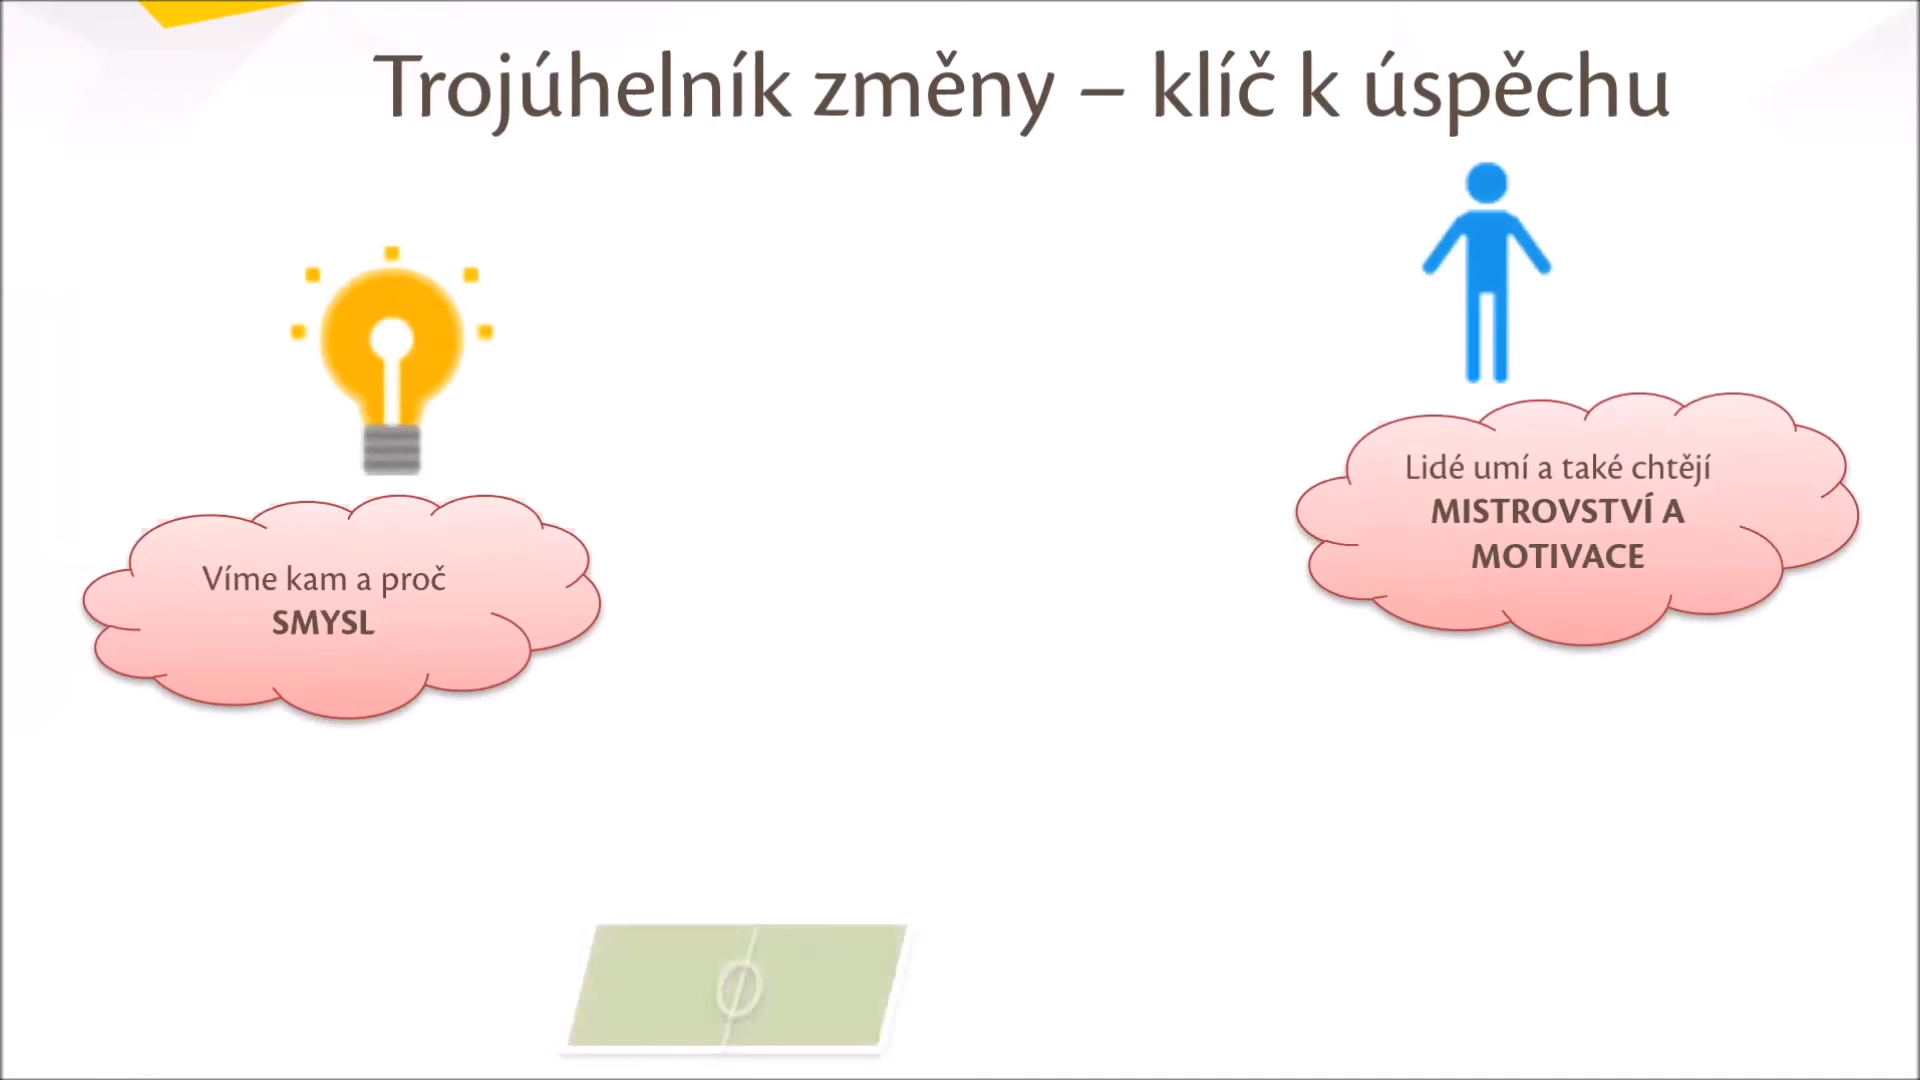 Trojúhelník změny – klíč k úspěchu
Víme kam a proč
SMYSL
Lidé umí a také chtějí
MISTROVSTVÍ A
MOTIVACE